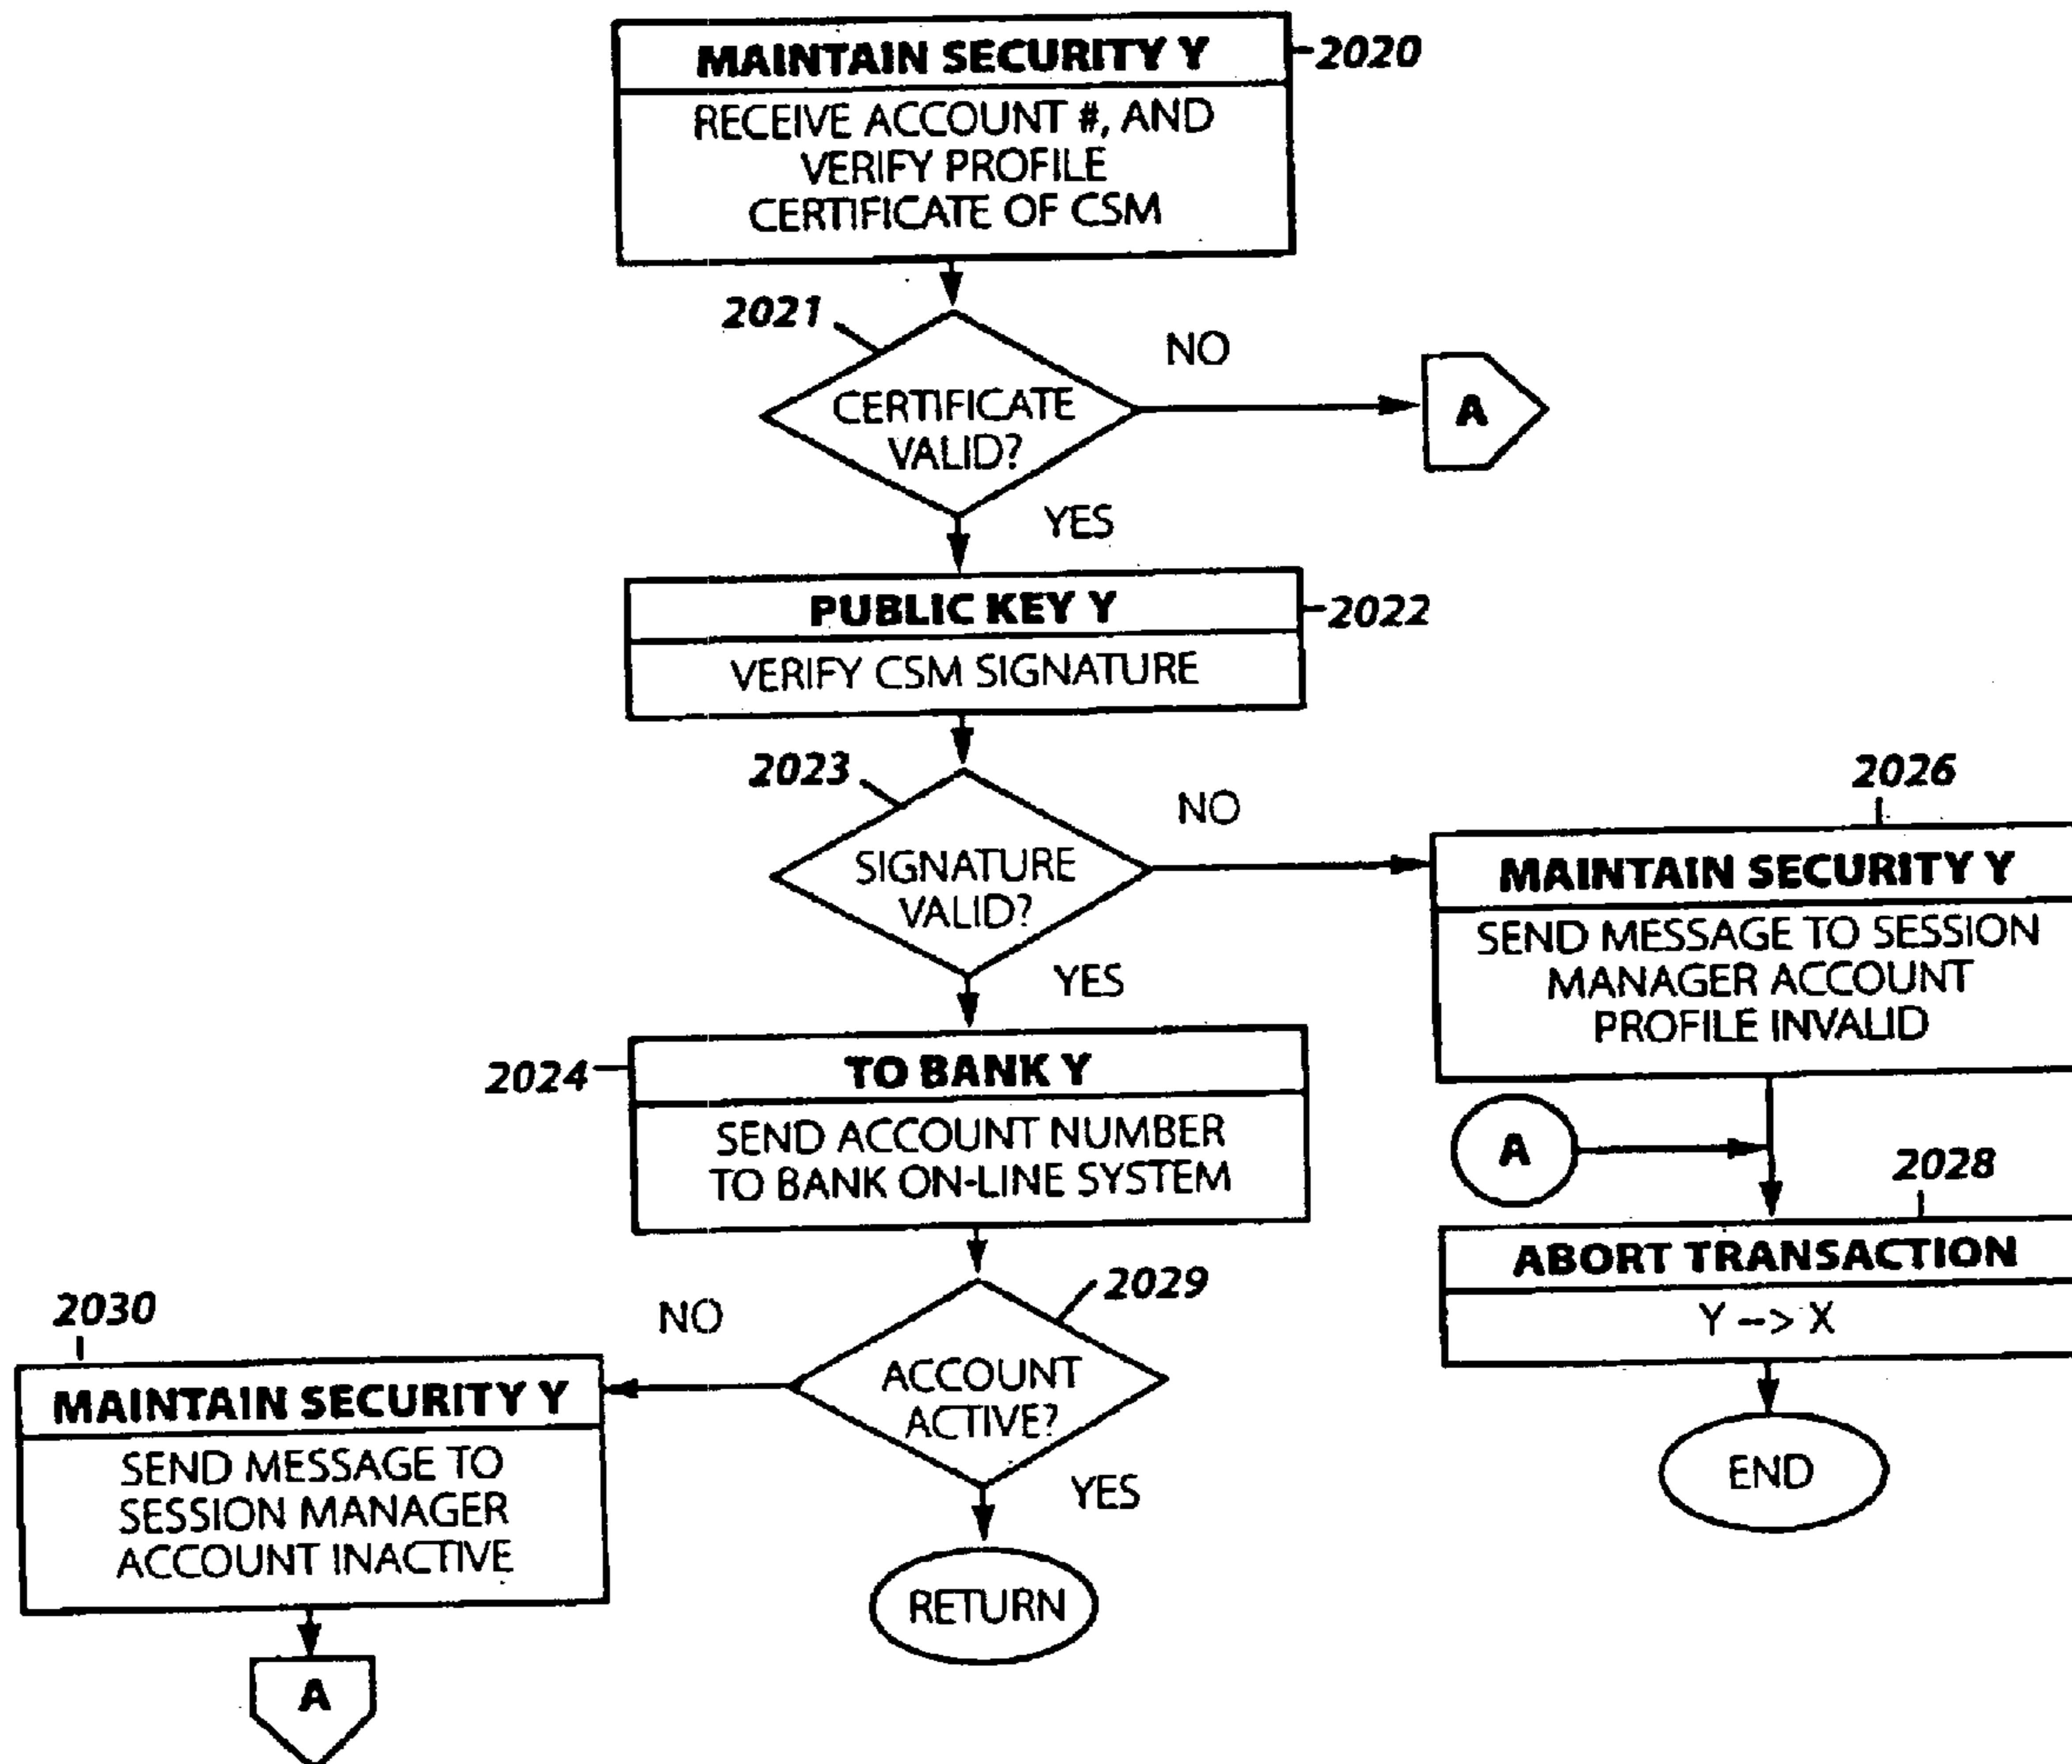 MAINTAIN SECURITY Y
2020
RECEIVE ACCOUNT #, AND
VERIFY PROFILE
CERTIFICATE OF CSM
2021
NO
CERTIFICATE
VALID?
A
YES
PUBLIC KEY Y
2022
VERIFY CSM SIGNATURE
2023
NO
SIGNATURE
VALID?
YES
2026
MAINTAIN SECURITY Y
SEND MESSAGE TO SESSION
MANAGER ACCOUNT
PROFILE INVALID
2024
TO BANK Y
SEND ACCOUNT NUMBER
TO BANK ON-LINE SYSTEM
A
2028
ABORT TRANSACTION
Y --> X
END
2029
NO
ACCOUNT
ACTIVE?
YES
RETURN
2030
MAINTAIN SECURITY Y
SEND MESSAGE TO
SESSION MANAGER
ACCOUNT INACTIVE
A